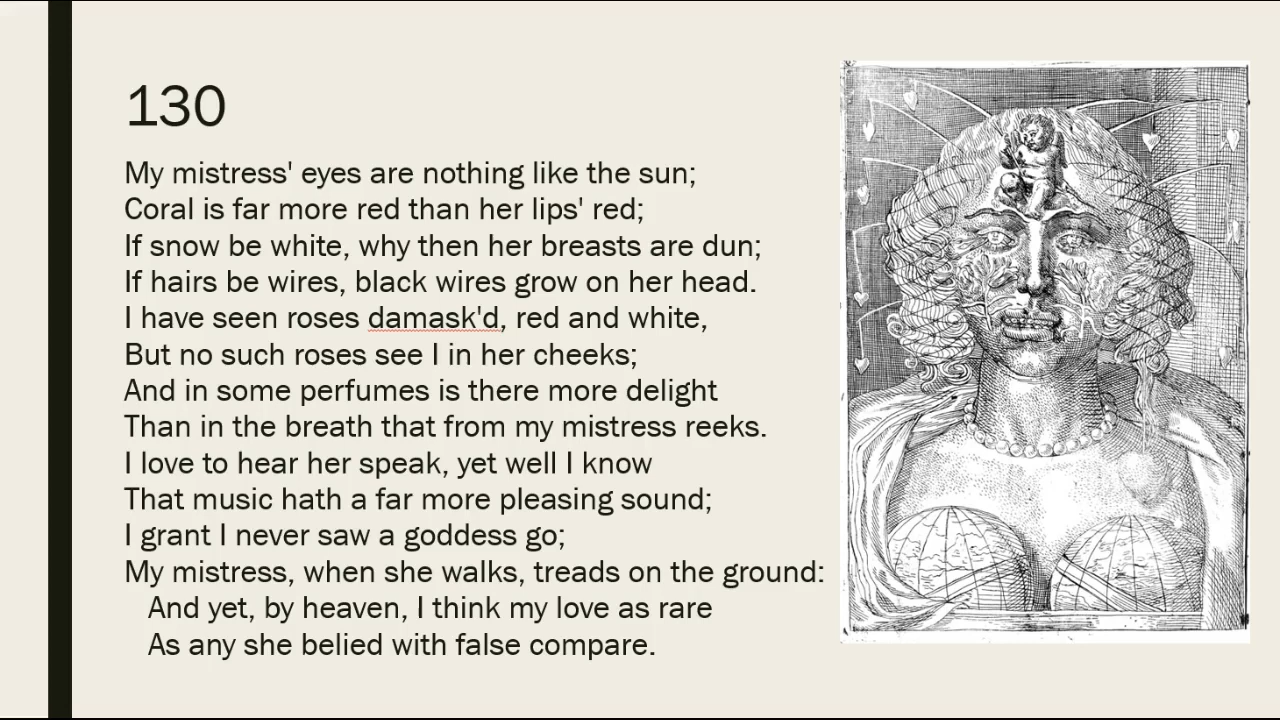 130
My mistress' eyes are nothing like the sun;
Coral is far more red than her lips' red;
If snow be white, why then her breasts are dun;
If hairs be wires, black wires grow on her head.
I have seen roses damask'd, red and white,
But no such roses see I in her cheeks;
And in some perfumes is there more delight
Than in the breath that from my mistress reeks.
I love to hear her speak, yet well I know
That music hath a far more pleasing sound;
I grant I never saw a goddess go;
My mistress, when she walks, treads on the ground:
And yet, by heaven, I think my love as rare
As any she belied with false compare.